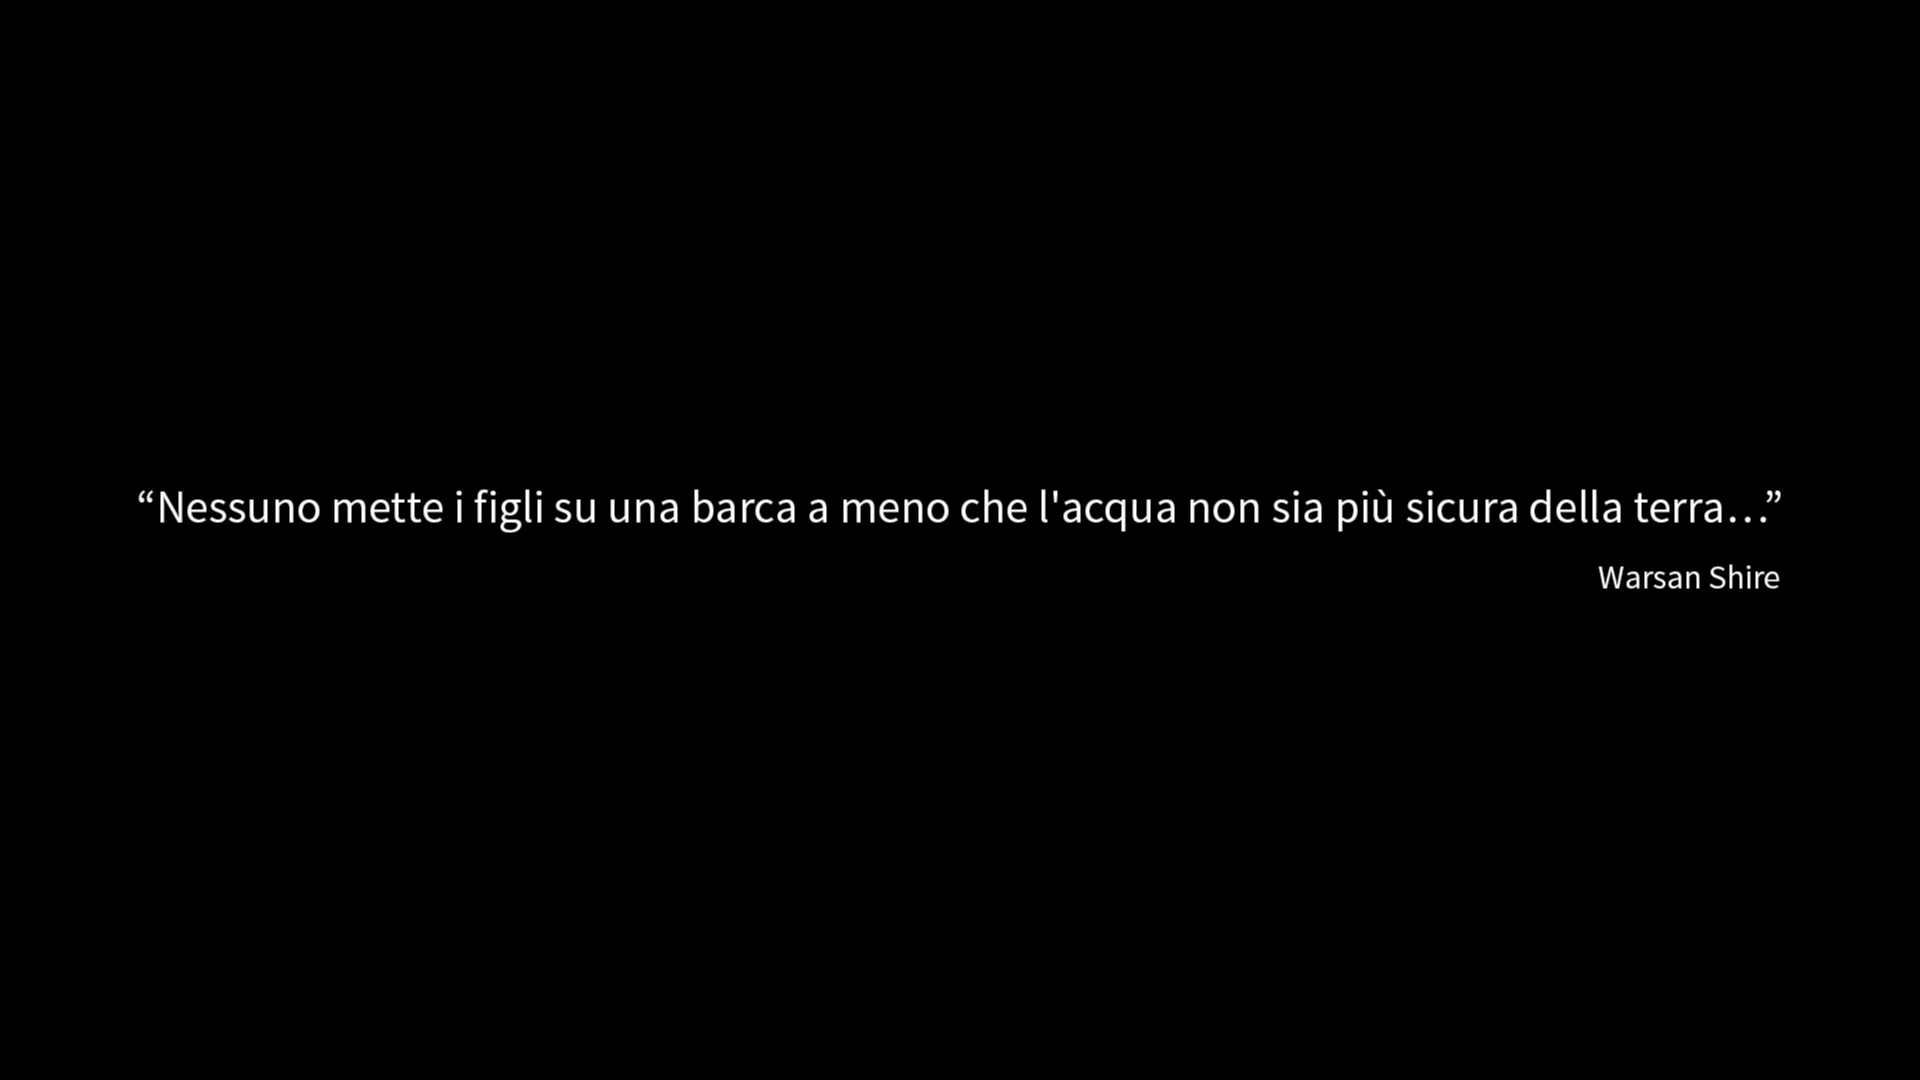 “Nessuno mette i figli su una barca a meno che l'acqua non sia più sicura della terra…”
Warsan Shire